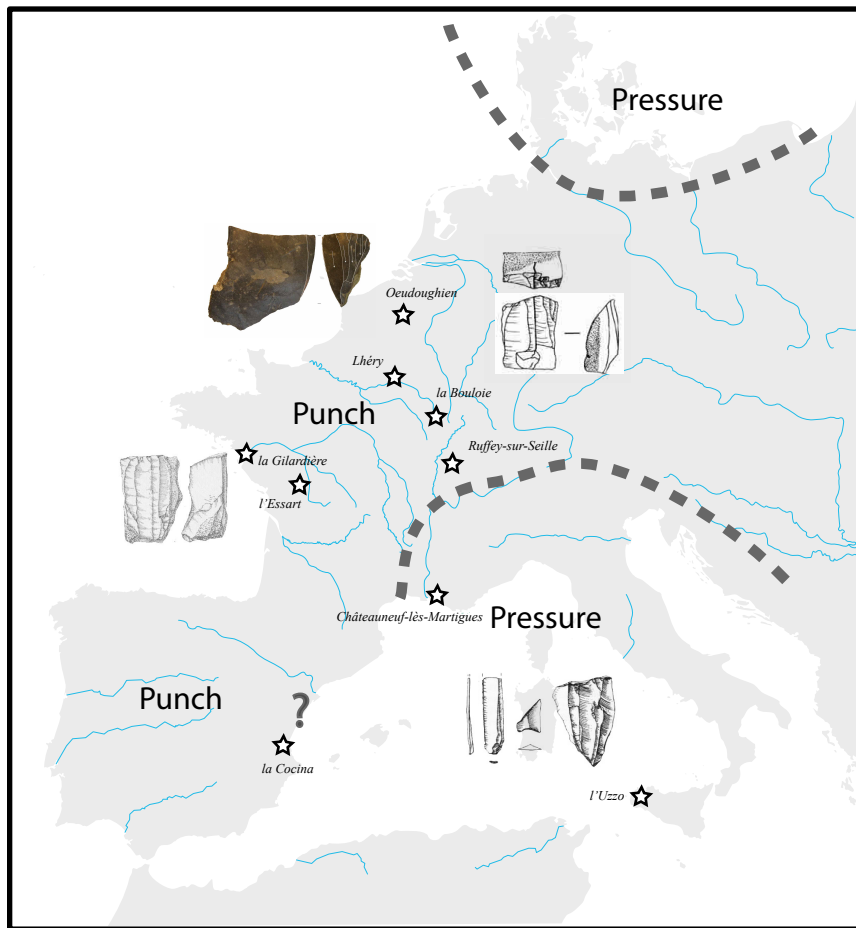 Pressure
Oeudoughien
Lhéry
la Bouloie
Punch
Ruffey-sur-Seille
la Gilardière
l'Essart
Châteauneuf-lès-Martigues
Pressure
Punch
?
la Cocina
l'Uzzo